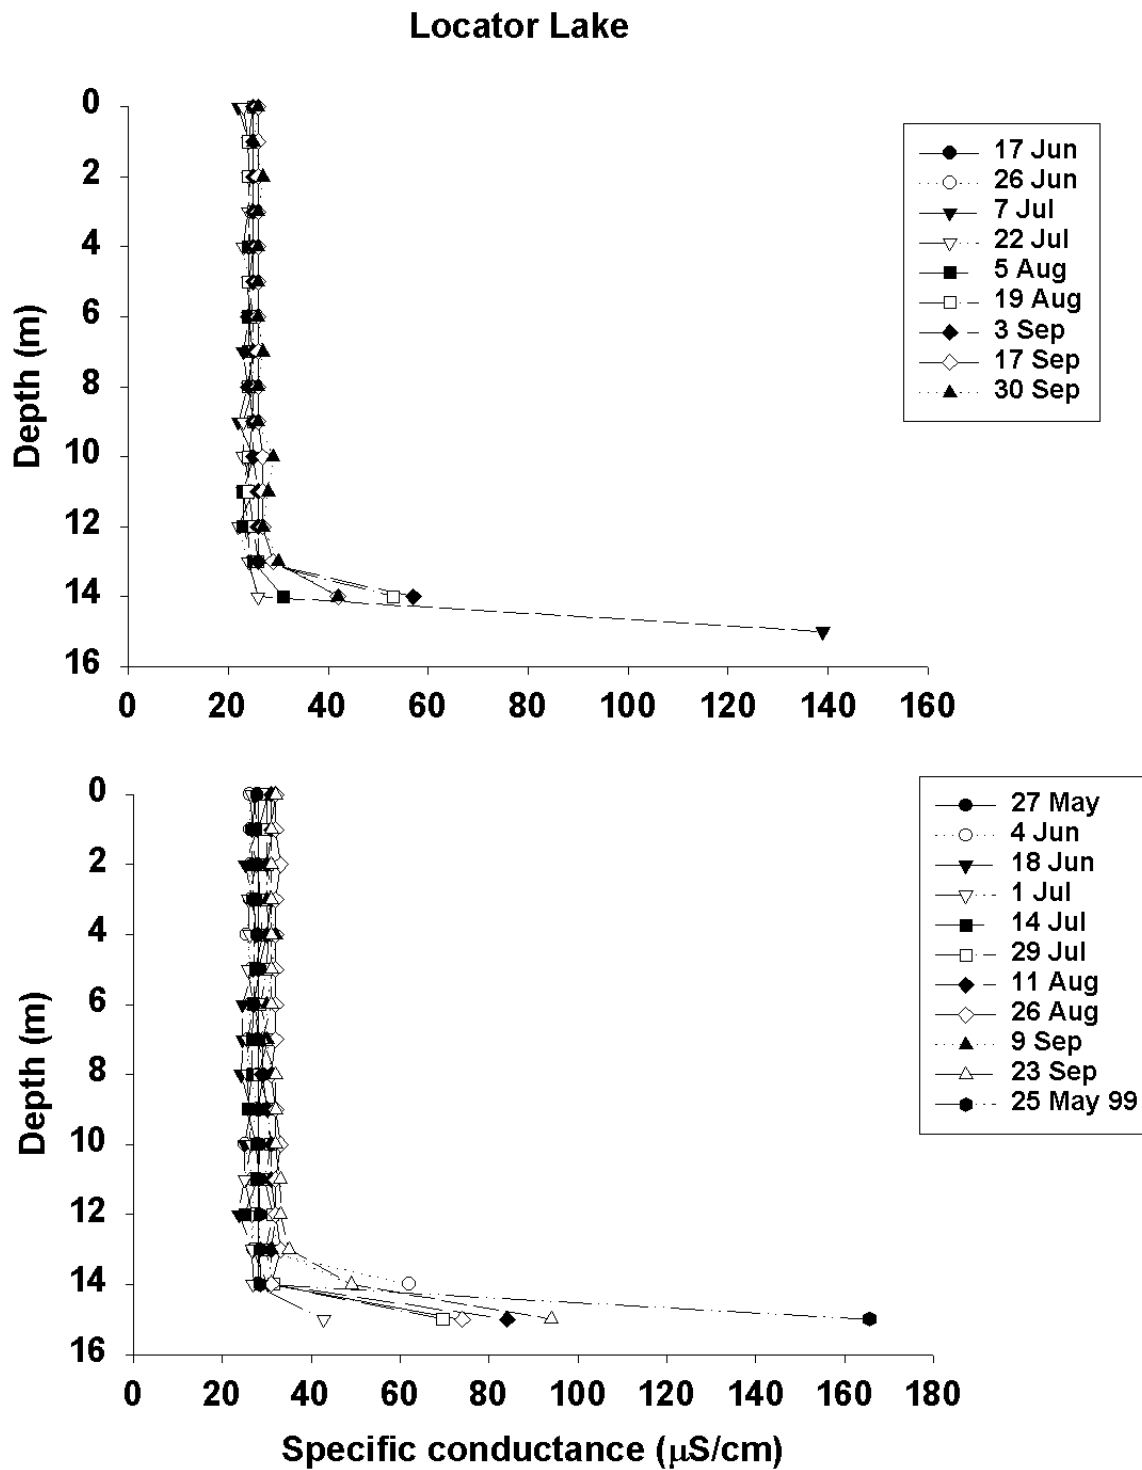 Locator Lake
0
2
4
6
8
10
12
14
16
Depth (m)
0 20 40 60 80 100 120 140 160
17 Jun
26 Jun
7 Jul
22 Jul
5 Aug
19 Aug
3 Sep
17 Sep
30 Sep
0
2
4
6
8
10
12
14
16
Depth (m)
0 20 40 60 80 100 120 140 160 180
Specific conductance (μS/cm)
27 May
4 Jun
18 Jun
1 Jul
14 Jul
29 Jul
11 Aug
26 Aug
9 Sep
23 Sep
25 May 99